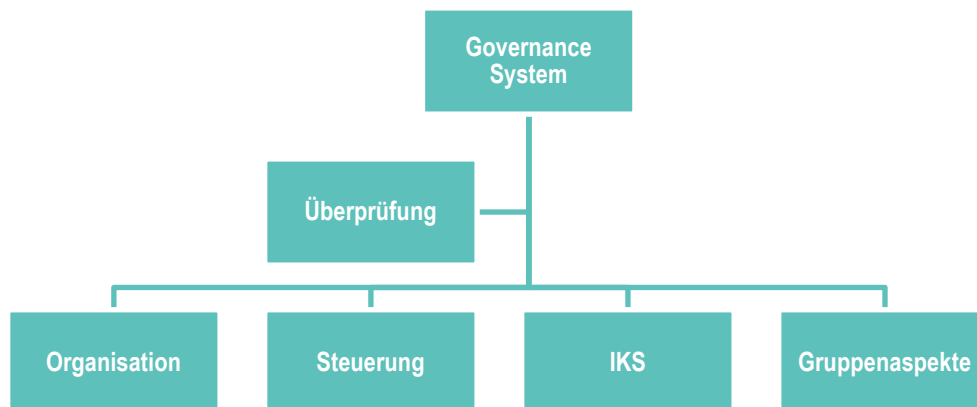 Governance
System
Überprüfung
Organisation
Steuerung
IKS
Gruppenaspekte